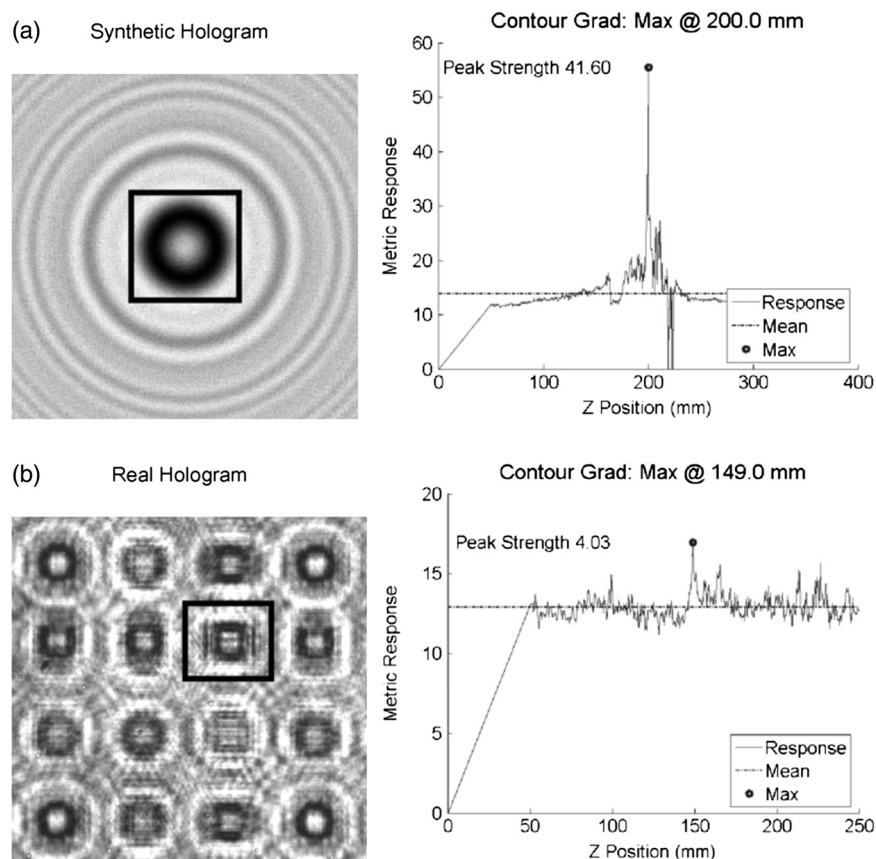 (a)
Synthetic Hologram
Contour Grad: Max @ 200.0 mm
Peak Strength 41.60
Metric Response
60
50
40
30
20
10
0
Response
Mean
Max
0 100 200 300 400
Z Position (mm)
(b)
Real Hologram
Contour Grad: Max @ 149.0 mm
Peak Strength 4.03
Metric Response
20
15
10
5
0
Response
Mean
Max
0 50 100 150 200 250
Z Position (mm)